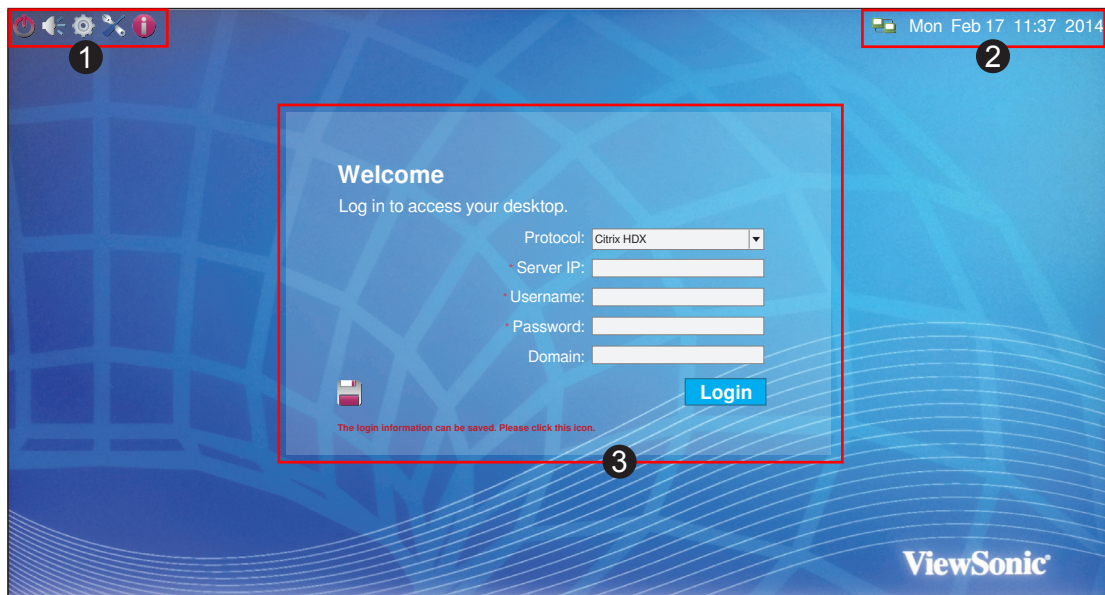 Mon Feb 17 11:37 2014
1
2
Welcome
Log in to access your desktop.
Protocol: Citrix HDX
* Server IP:
* Username:
* Password:
Domain:
Login
The login information can be saved. Please click this icon.
3
ViewSonic®